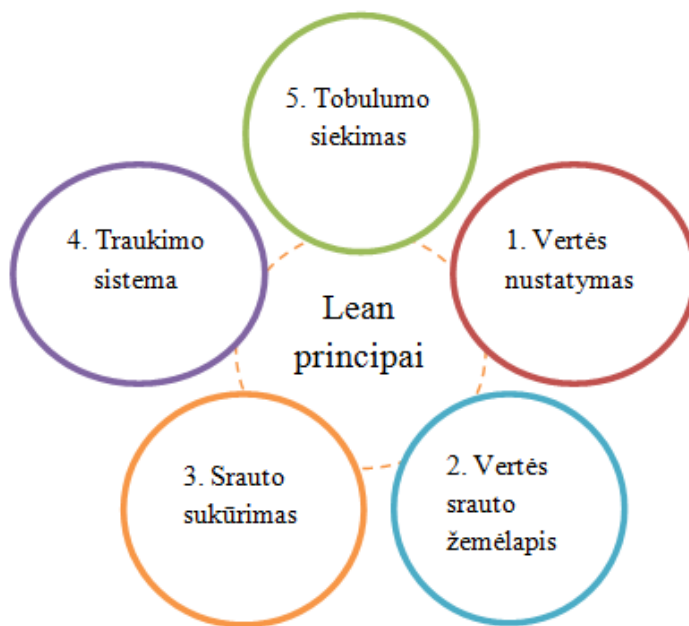 5. Tobulumo
siekimas
4. Traukimo
sistema
1. Vertės
nustatymas
Lean
principai
3. Srauto
sukūrimas
2. Vertės
srauto
žemėlapis